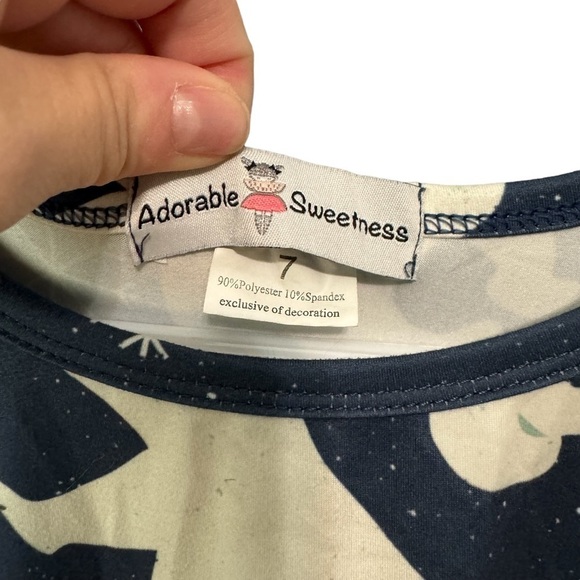 Adorable Sweetness
7
90%Polyester 10%Spandex
exclusive of decoration